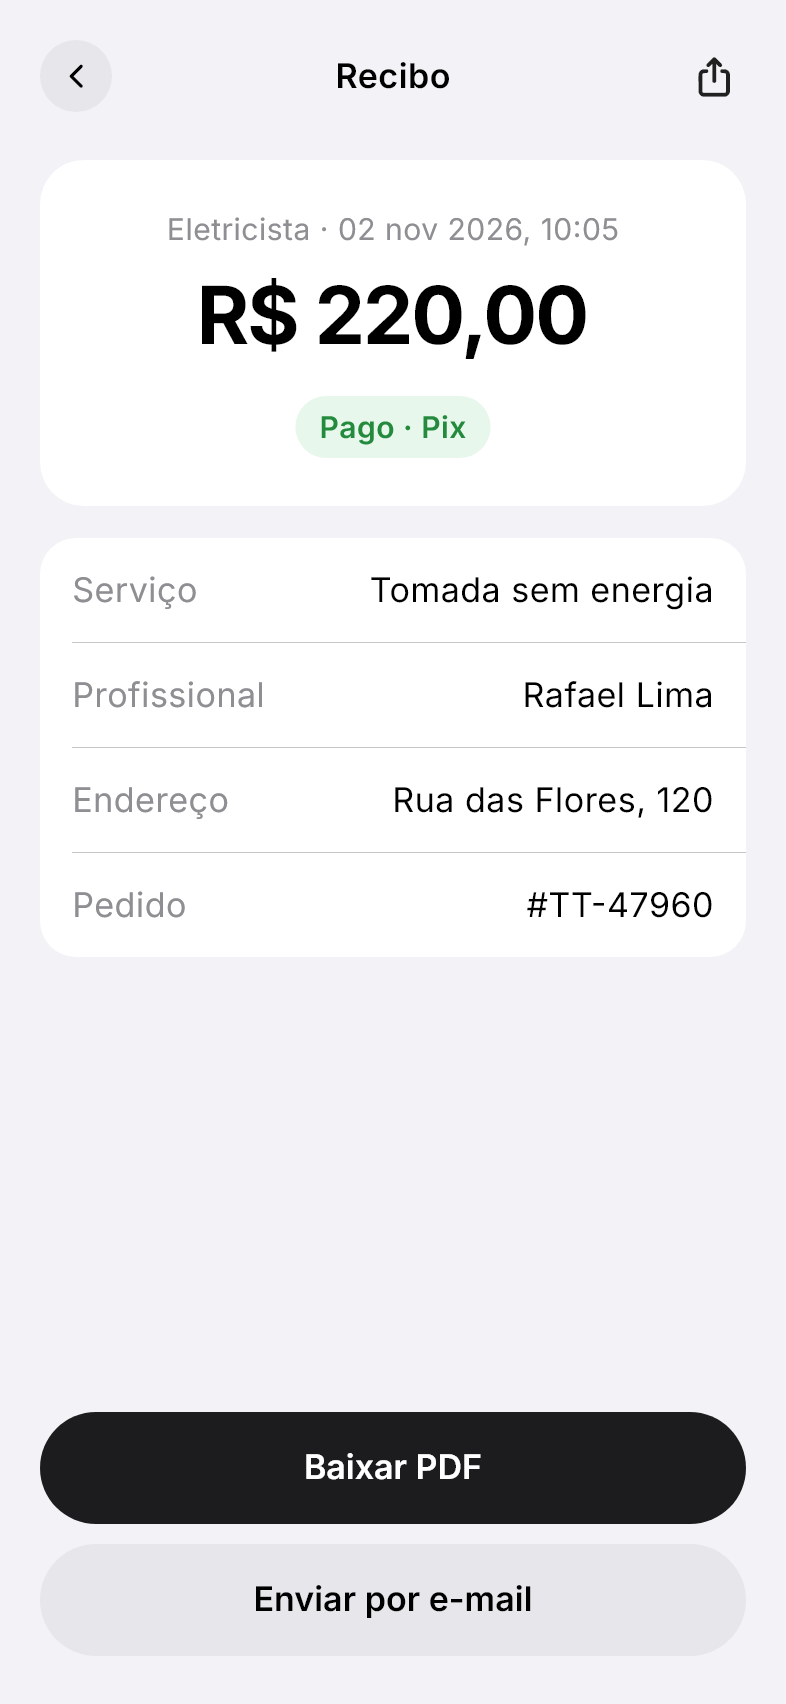 Recibo
Eletricista · 02 nov 2026, 10:05
R$ 220,00
Pago · Pix
Serviço Tomada sem energia
Profissional Rafael Lima
Endereço Rua das Flores, 120
Pedido #TT-47960
Baixar PDF
Enviar por e-mail